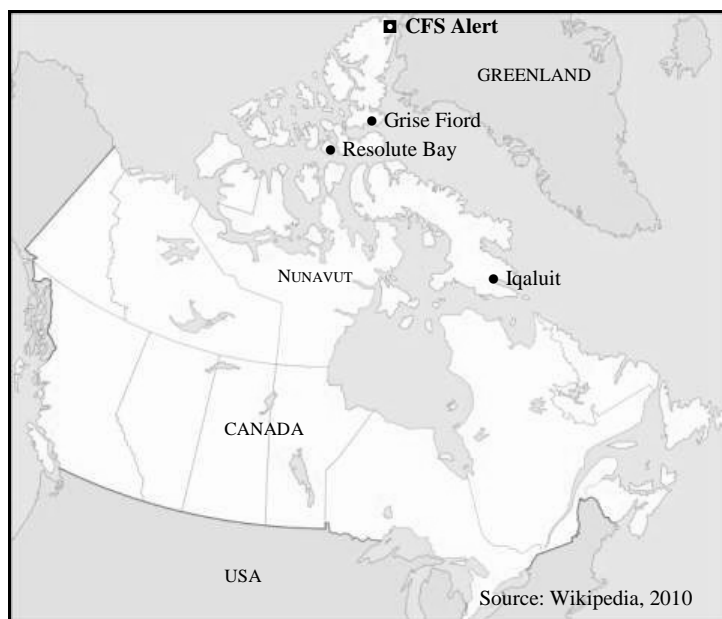 CFS Alert
GREENLAND
Grise Fiord
Resolute Bay
NUNAVUT
Iqaluit
CANADA
USA
Source: Wikipedia, 2010